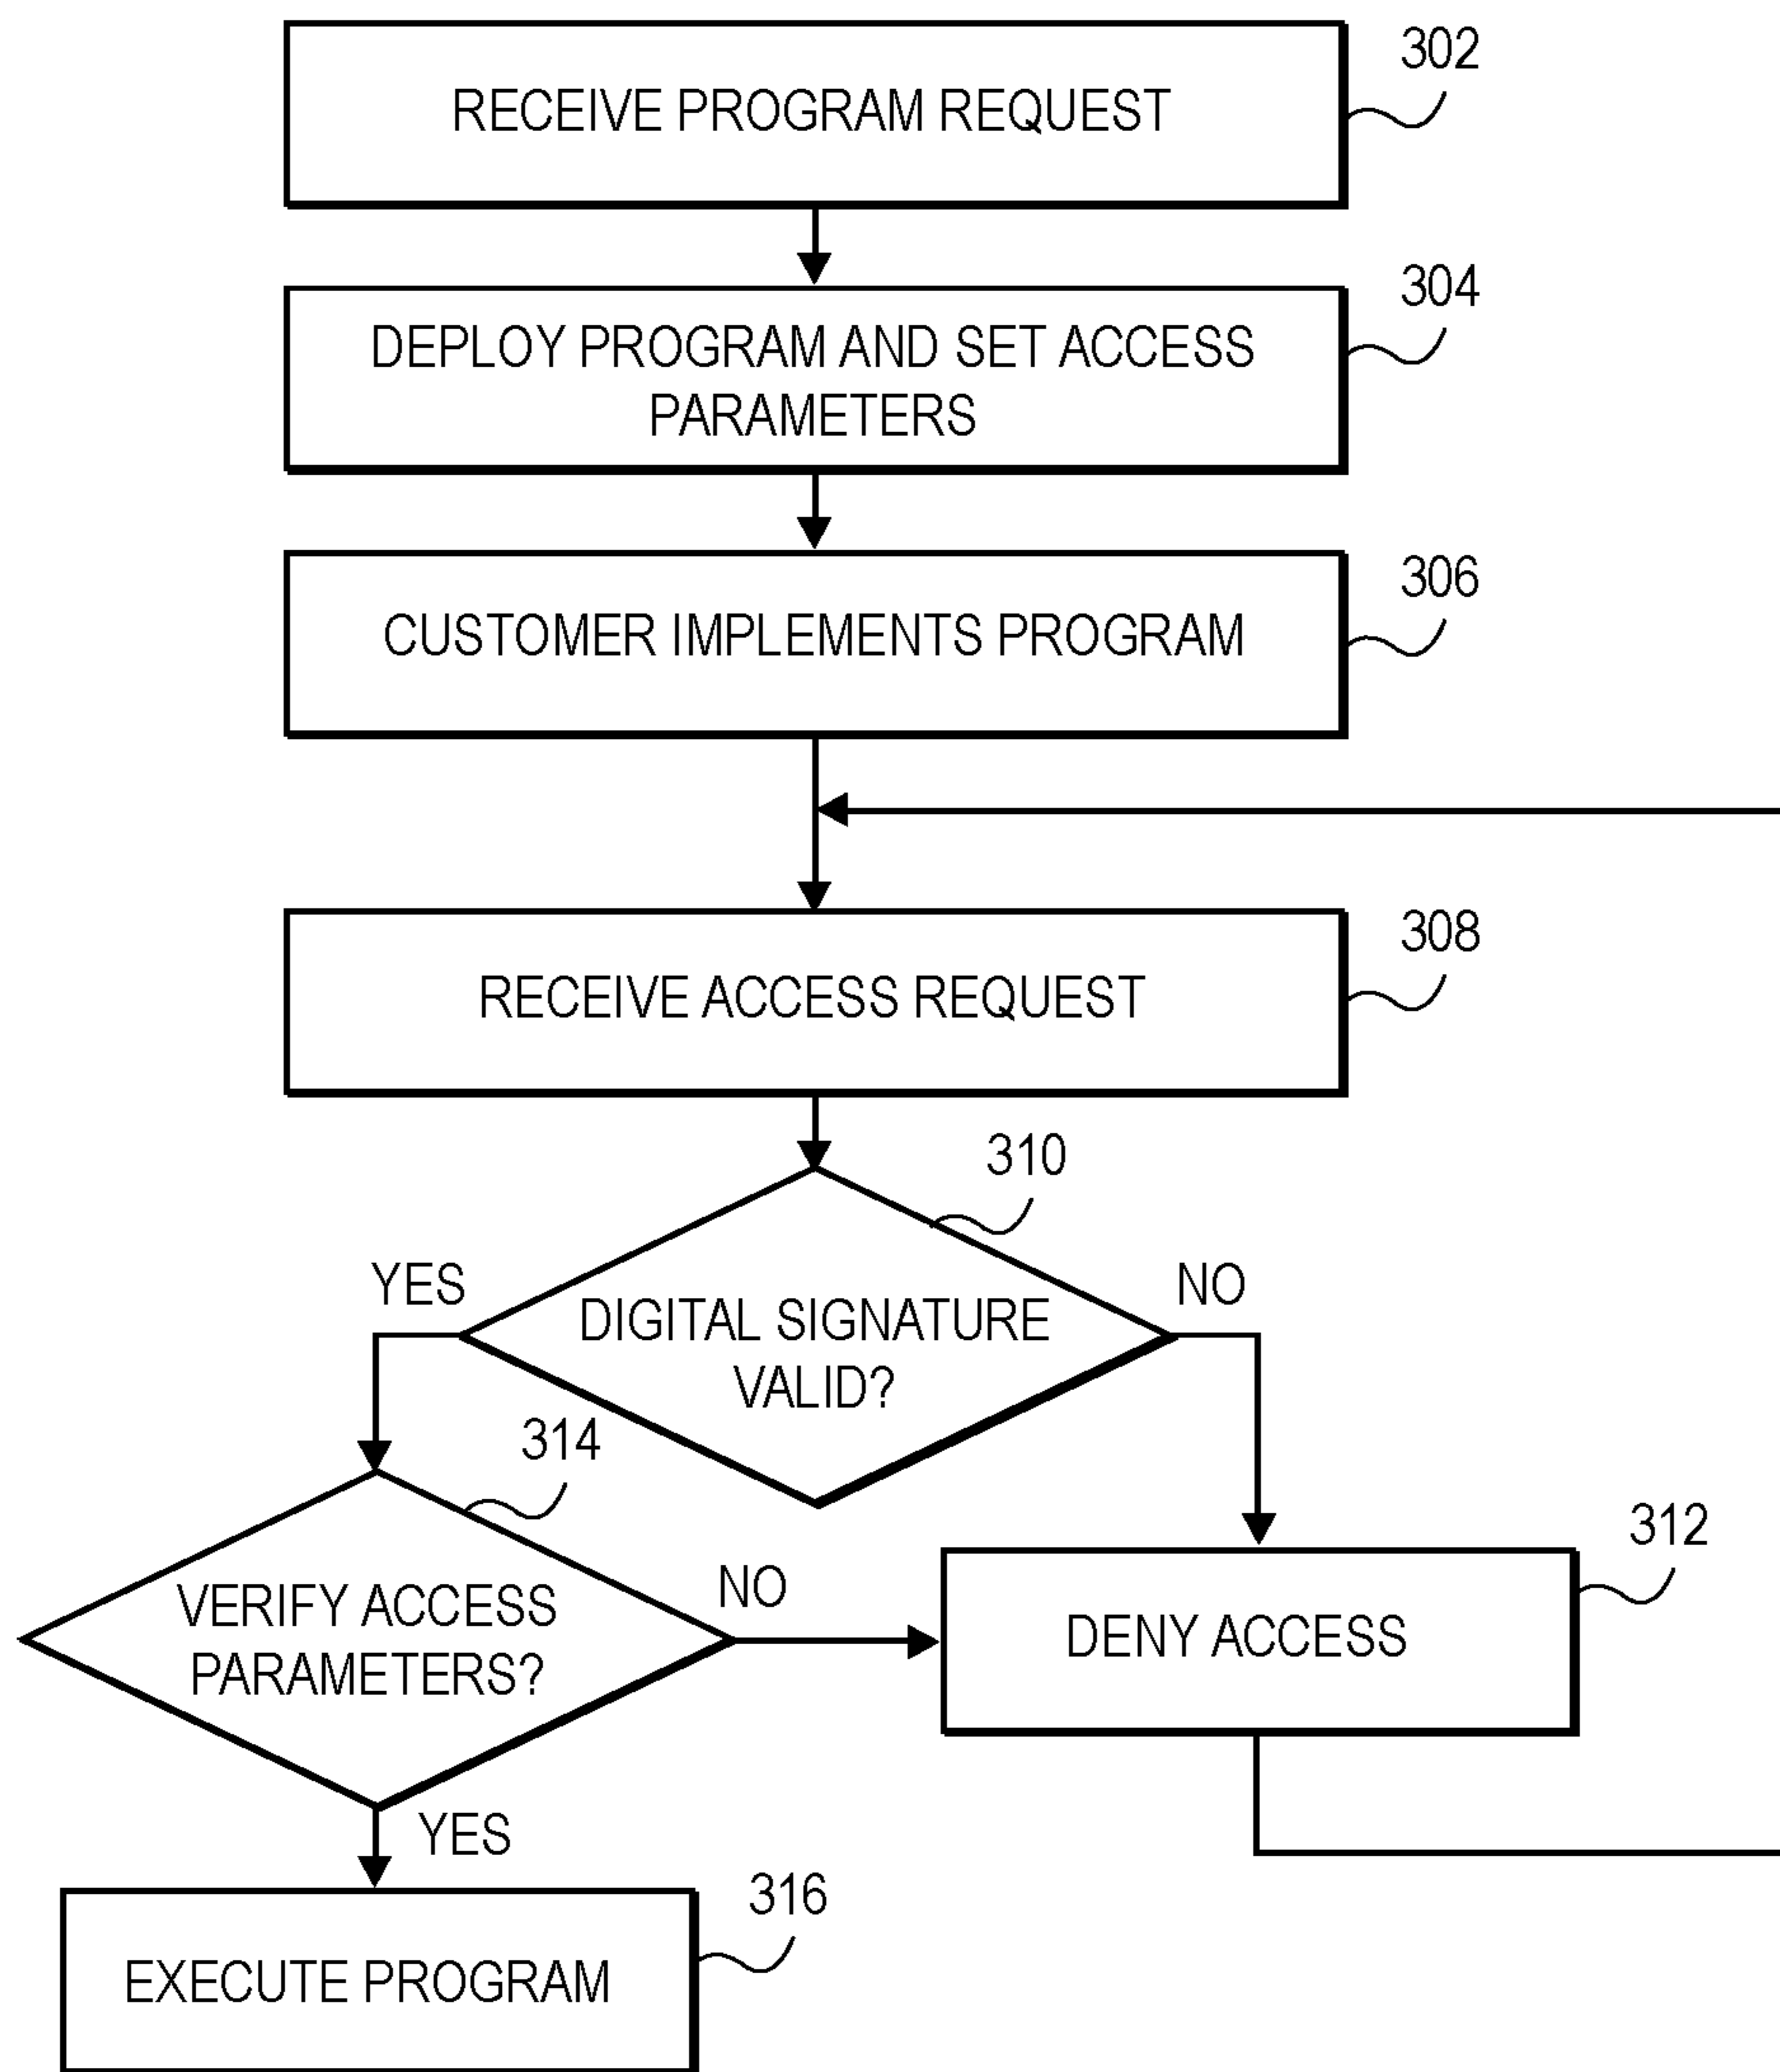 302
RECEIVE PROGRAM REQUEST
304
DEPLOY PROGRAM AND SET ACCESS
PARAMETERS
306
CUSTOMER IMPLEMENTS PROGRAM
308
RECEIVE ACCESS REQUEST
310
YES
NO
DIGITAL SIGNATURE
VALID?
314
312
NO
VERIFY ACCESS
PARAMETERS?
DENY ACCESS
YES
316
EXECUTE PROGRAM